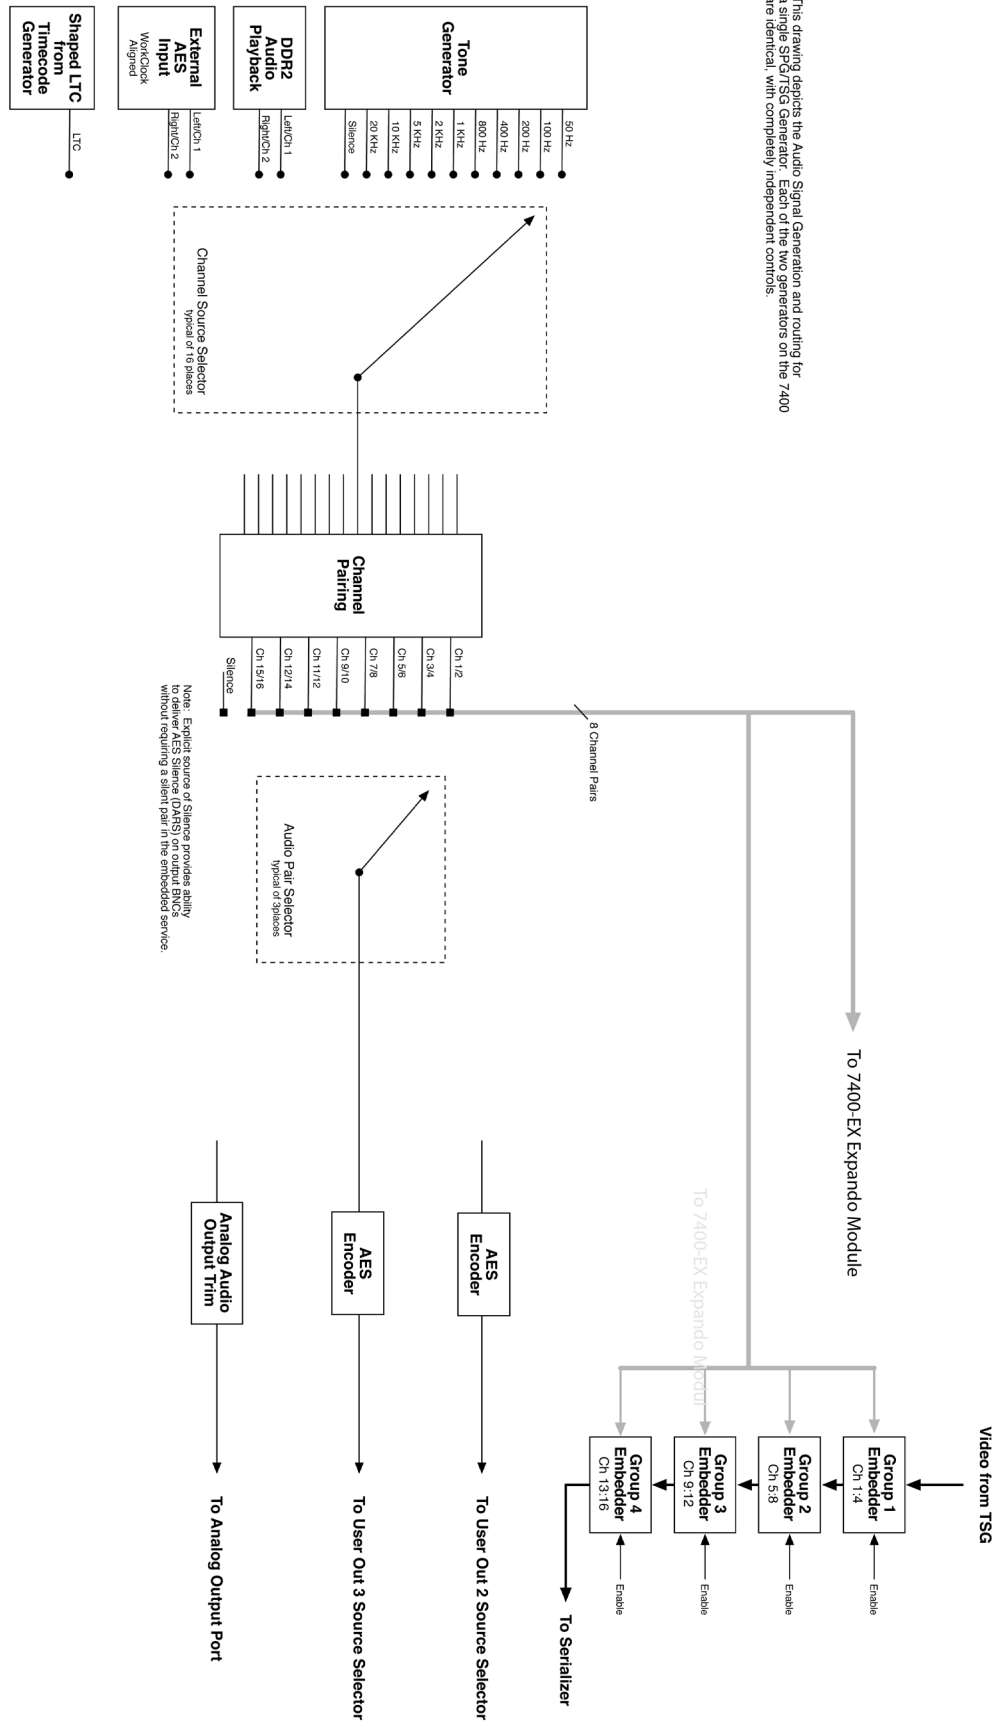 This drawing depicts the Audio Signal Generation and routing for
a single SPG/TSG Generator. Each of the two generators on the 7400
are identical, with completely independent controls.
Tone
Generator
50 Hz
100 Hz
200 Hz
400 Hz
800 Hz
1 KHz
2 KHz
5 KHz
10 KHz
20 KHz
Silence
DDR2
Audio
Playback
Left/Ch 1
Right/Ch 2
External
AES
Input
WorkClock
Aligned
Left/Ch 1
Right/Ch 2
Shaped LTC
from
Timecode
Generator
LTC
Channel Source Selector
typical of 16 places
Channel
Pairing
Ch 1/2
Ch 3/4
Ch 5/6
Ch 7/8
Ch 9/10
Ch 11/12
Ch 12/14
Ch 15/16
Silence
Note: Explicit source of Silence provides ability
to deliver AES Silence (DARS) on output BNCs
without requiring a silent pair in the embedded service.
8 Channel Pairs
Audio Pair Selector
typical of 3places
To 7400-EX Expando Module
To 7400-EX Expando Modul
AES
Encoder
To User Out 2 Source Selector
AES
Encoder
To User Out 3 Source Selector
Analog Audio
Output Trim
To Analog Output Port
Video from TSG
Group 1
Embedder
Ch 1:4
Enable
Group 2
Embedder
Ch 5:8
Enable
Group 3
Embedder
Ch 9:12
Enable
Group 4
Embedder
Ch 13:16
Enable
To Serializer